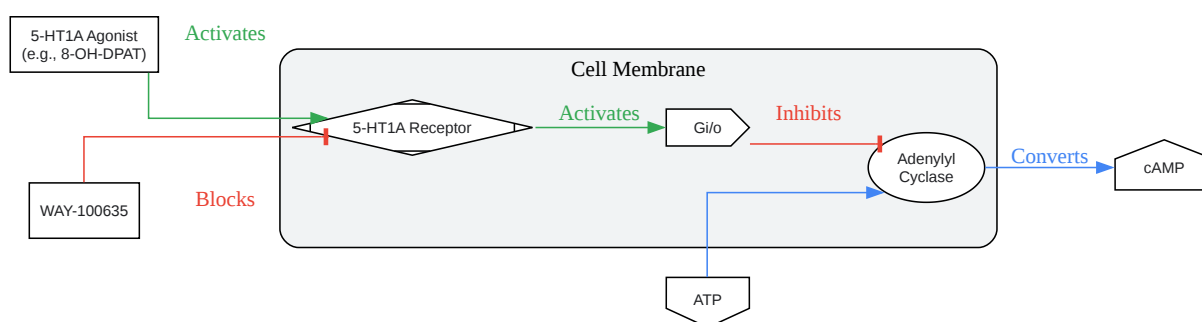 5-HT1A Agonist
(e.g., 8-OH-DPAT)
Activates
Cell Membrane
5-HT1A Receptor
Activates
Gi/o
Inhibits
Adenylyl
Cyclase
Converts
cAMP
WAY-100635
Blocks
ATP